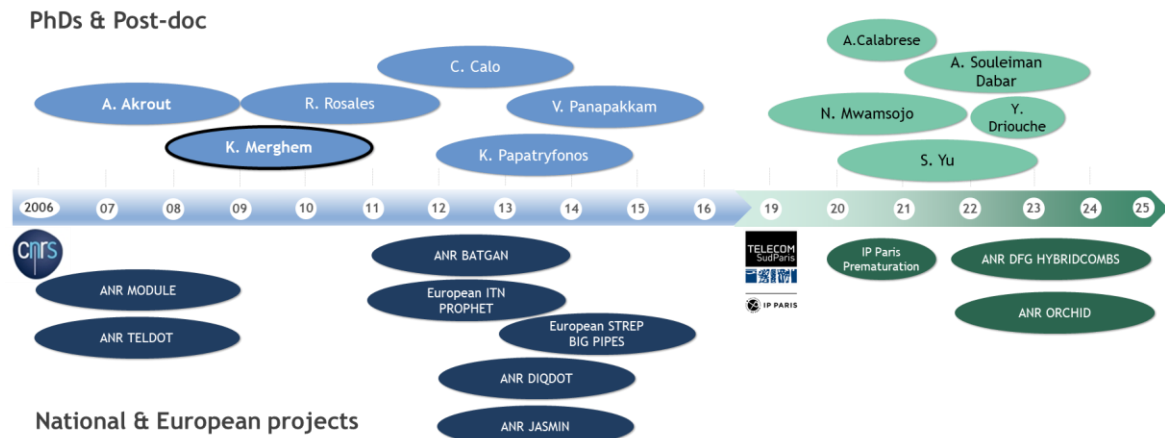 PhDs & Post-doc
A.Calabrese
C. Calo
A. Souleiman
Dabar
A. Akrout
R. Rosales
V. Panapakkam
N. Mwamsojo
Y.
Driouche
K. Merghem
K. Papatryfonos
S. Yu
2006 07 08 09 10 11 12 13 14 15 16 19 20 21 22 23 24 25
cnrs
ANR BATGAN
TELECOM
SudParis
IP Paris
Prematuration
ANR DFG HYBRIDCOMBS
ANR MODULE
European ITN
PROPHET
IP PARIS
ANR ORCHID
ANR TELDOT
European STREP
BIG PIPES
ANR DIQDOT
National & European projects
ANR JASMIN